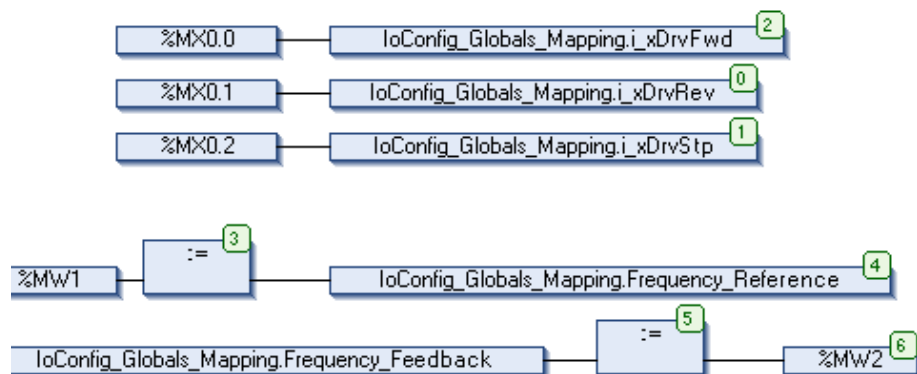 %MX0.0 IoConfig_Globals_Mapping.i_xDrvFwd 2
%MX0.1 IoConfig_Globals_Mapping.i_xDrvRev 0
%MX0.2 IoConfig_Globals_Mapping.i_xDrvStp 1
:= 3
%MW1 IoConfig_Globals_Mapping.Frequency_Reference 4
:= 5
IoConfig_Globals_Mapping.Frequency_Feedback %MW2 6